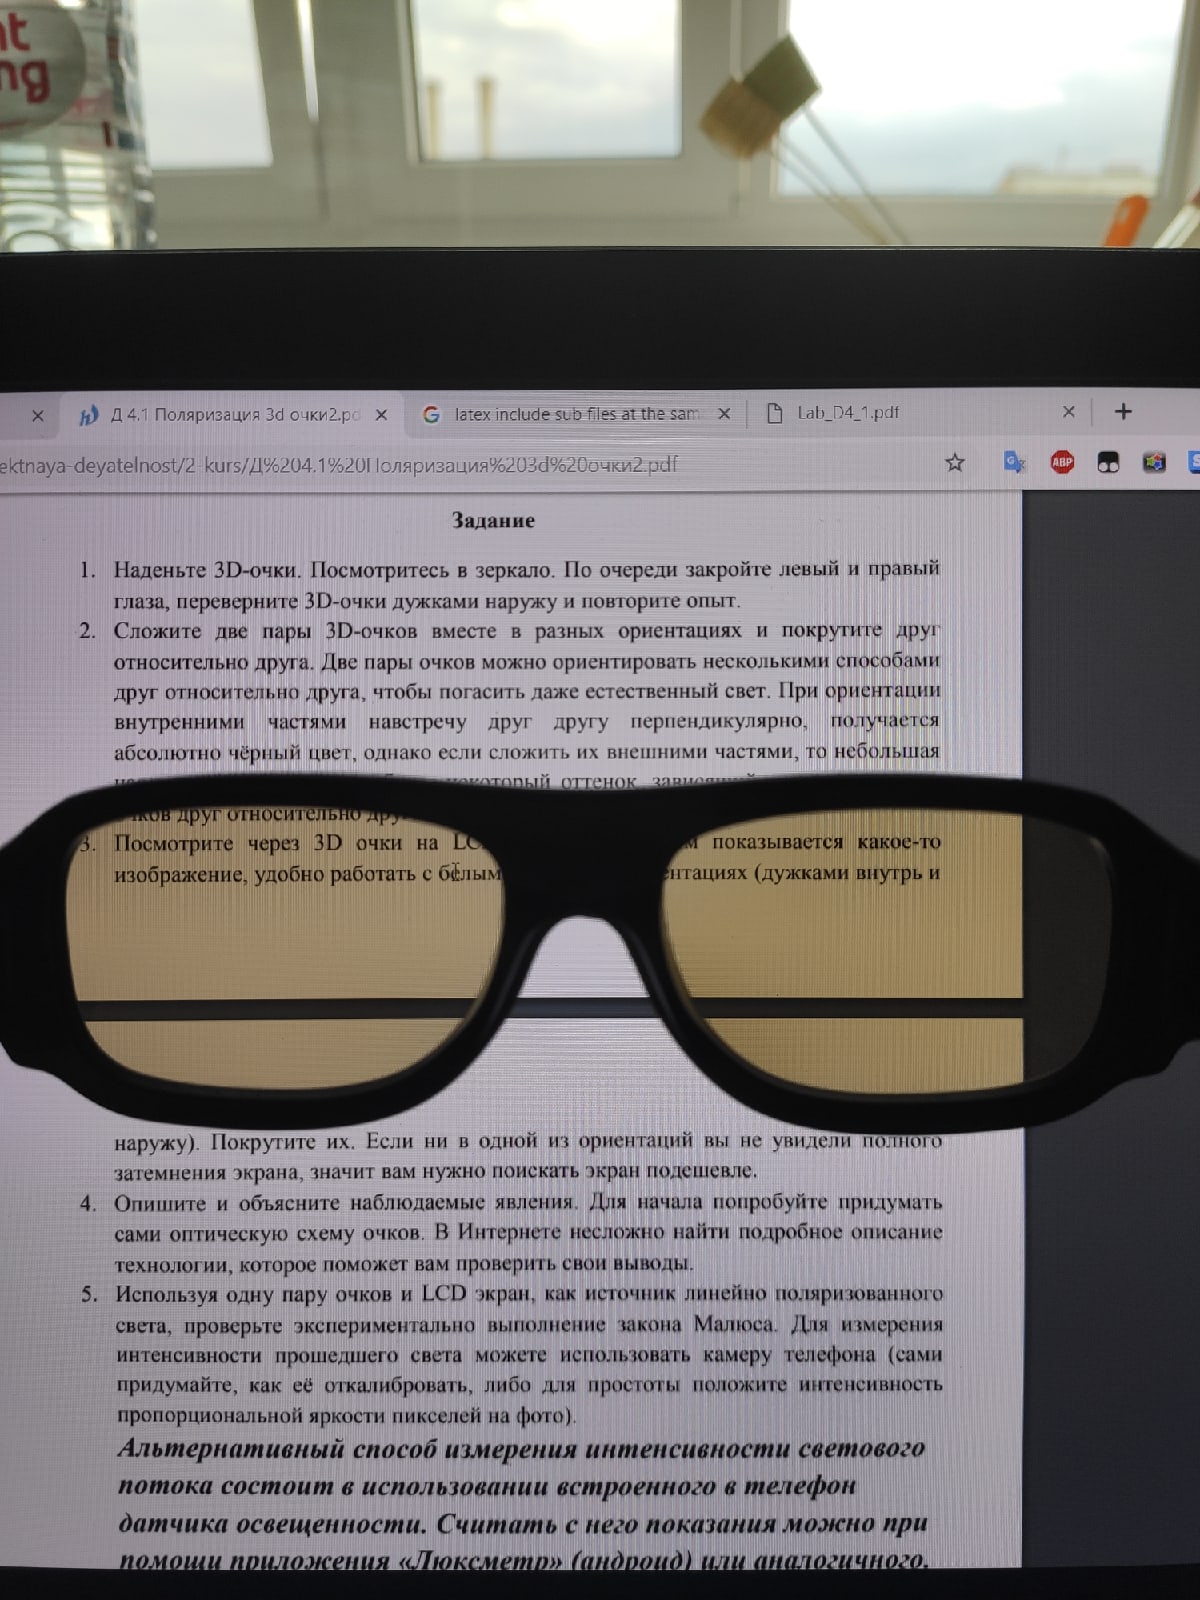 nt
ng
Д 4.1 Поляризация 3d очки2.pd
latex include sub files at the sam
Lab_D4_1.pdf
ektnaya-deyatelnost/2-kurs/Д%204.1%20Поляризация%203d%20очки2.pdf
ABP
Задание
1. Наденьте 3D-очки. Посмотритесь в зеркало. По очереди закройте левый и правый
глаза, переверните 3D-очки дужками наружу и повторите опыт.
2. Сложите две пары 3D-очков вместе в разных ориентациях и покрутите друг
относительно друга. Две пары очков можно ориентировать несколькими способами
друг относительно друга, чтобы погасить даже естественный свет. При ориентации
внутренними частями навстречу друг другу перпендикулярно, получается
абсолютно чёрный цвет, однако если сложить их внешними частями, то небольшая
некоторый оттенок, зависящий
друг относительно
3. Посмотрите через 3D очки на показывается какое-то
изображение, удобно работать с белым (дужками внутрь и
наружу). Покрутите их. Если ни в одной из ориентаций вы не увидели полного
затемнения экрана, значит вам нужно поискать экран подешевле.
4. Опишите и объясните наблюдаемые явления. Для начала попробуйте придумать
сами оптическую схему очков. В Интернете несложно найти подробное описание
технологии, которое поможет вам проверить свои выводы.
5. Используя одну пару очков и LCD экран, как источник линейно поляризованного
света, проверьте экспериментально выполнение закона Малюса. Для измерения
интенсивности прошедшего света можете использовать камеру телефона (сами
придумайте, как её откалибровать, либо для простоты положите интенсивность
пропорциональной яркости пикселей на фото).
Альтернативный способ измерения интенсивности светового
потока состоит в использовании встроенного в телефон
датчика освещенности. Считать с него показания можно при
помощи приложения «Люксметр» (андроид) или аналогичного.